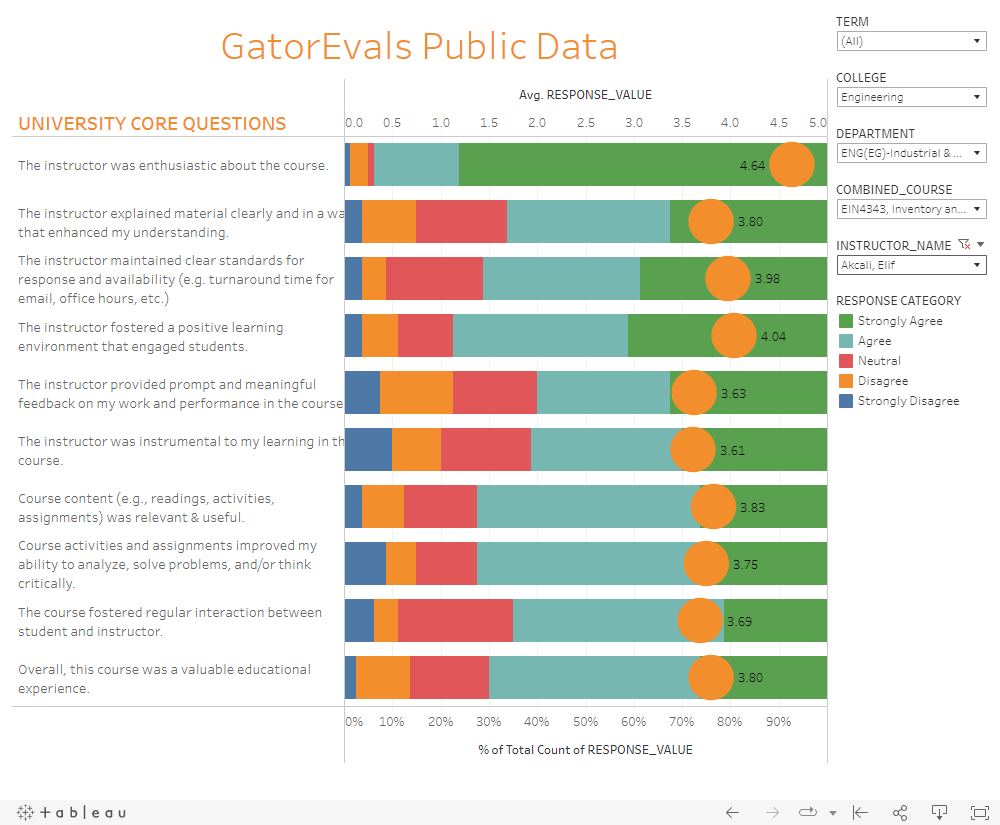 GatorEvals Public Data
TERM
(All)
COLLEGE
Engineering
DEPARTMENT
ENG(EG)-Industrial & ...
COMBINED_COURSE
EIN4343, Inventory an...
INSTRUCTOR_NAME
Akcali, Elif
RESPONSE CATEGORY
Strongly Agree
Agree
Neutral
Disagree
Strongly Disagree
Avg. RESPONSE_VALUE
UNIVERSITY CORE QUESTIONS
0.0 0.5 1.0 1.5 2.0 2.5 3.0 3.5 4.0 4.5 5.0
The instructor was enthusiastic about the course.
4.64
The instructor explained material clearly and in a wa
that enhanced my understanding.
3.80
The instructor maintained clear standards for
response and availability (e.g. turnaround time for
email, office hours, etc.)
3.98
The instructor fostered a positive learning
environment that engaged students.
4.04
The instructor provided prompt and meaningful
feedback on my work and performance in the course
3.63
The instructor was instrumental to my learning in th
course.
3.61
Course content (e.g., readings, activities,
assignments) was relevant & useful.
3.83
Course activities and assignments improved my
ability to analyze, solve problems, and/or think
critically.
3.75
The course fostered regular interaction between
student and instructor.
3.69
Overall, this course was a valuable educational
experience.
3.80
0% 10% 20% 30% 40% 50% 60% 70% 80% 90%
% of Total Count of RESPONSE_VALUE
+ a b | e a u